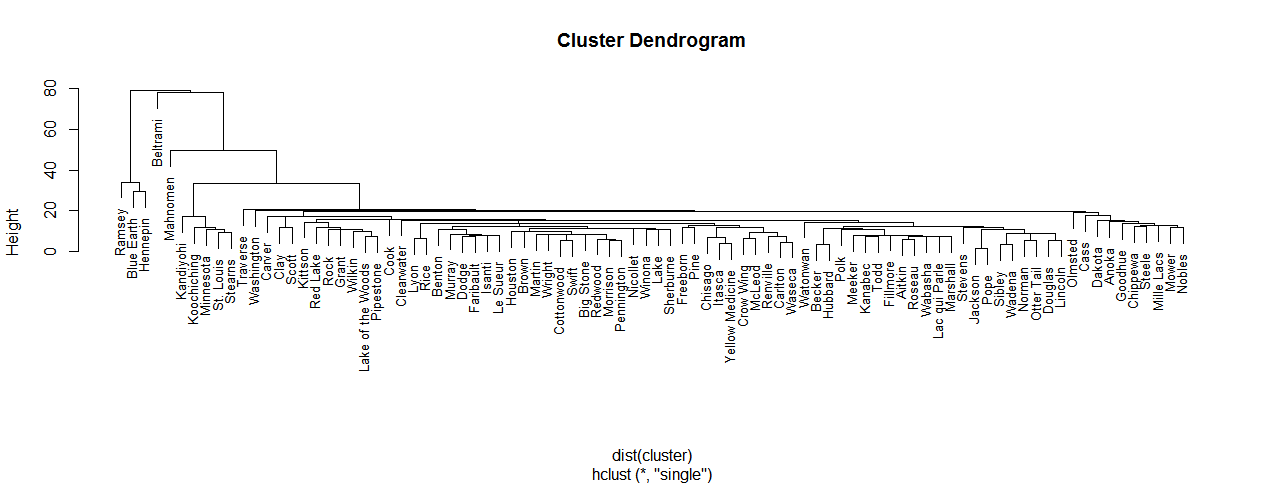 Cluster Dendrogram
Height
80
60
40
20
0
Ramsey
Blue Earth
Hennepin
Beltrami
Mahnomen
Kandiyohi
Koochiching
Minnesota
St. Louis
Stearns
Traverse
Washington
Carver
Clay
Scott
Kittson
Red Lake
Rock
Grant
Wilkin
Lake of the Woods
Pipestone
Cook
Clearwater
Lyon
Rice
Benton
Murray
Dodge
Faribault
Isanti
Le Sueur
Houston
Brown
Martin
Wright
Cottonwood
Swift
Big Stone
Redwood
Morrison
Pennington
Nicollet
Winona
Lake
Sherburne
Freeborn
Pine
Chisago
Itasca
Yellow Medicine
Crow Wing
McLeod
Renville
Carlton
Waseca
Watonwan
Becker
Hubbard
Polk
Meeker
Kanabec
Todd
Fillmore
Aitkin
Roseau
Wabasha
Lac qui Parle
Marshall
Stevens
Jackson
Pope
Sibley
Wadena
Norman
Otter Tail
Douglas
Lincoln
Olmsted
Cass
Dakota
Anoka
Goodhue
Chippewa
Steele
Mille Lacs
Mower
Nobles
dist(cluster)
hclust (*, "single")